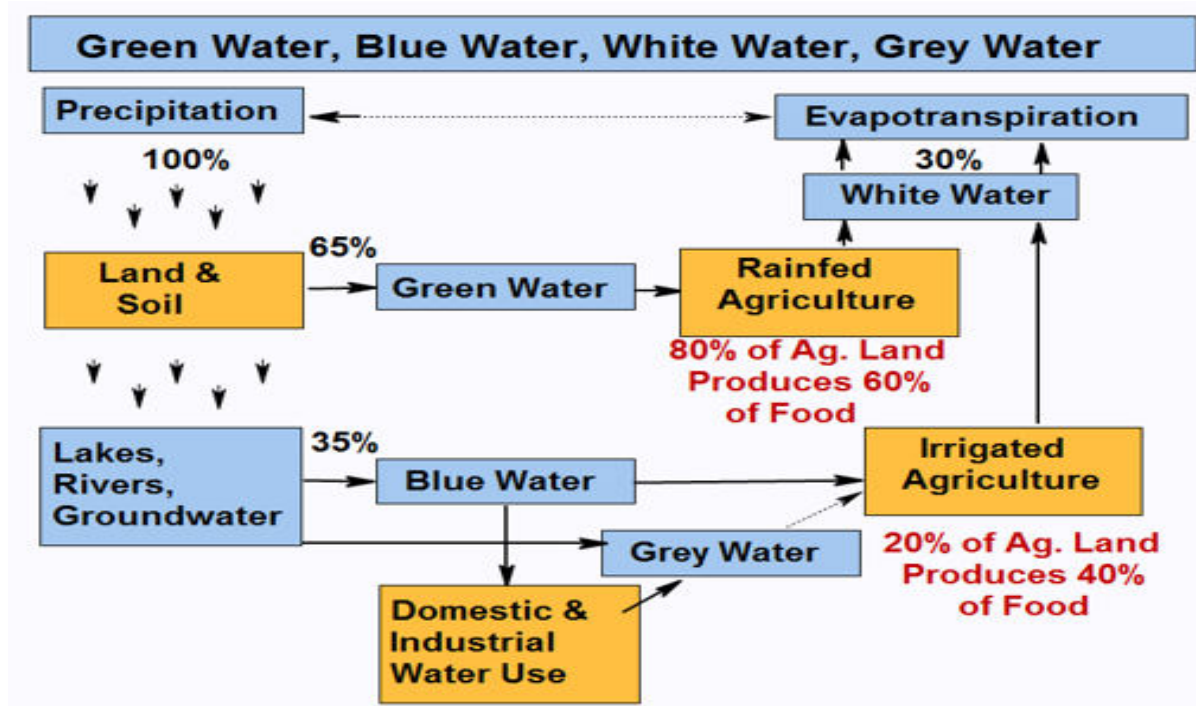 Green Water, Blue Water, White Water, Grey Water
Precipitation
Evapotranspiration
100%
30%
White Water
65%
Land &
Soil
Green Water
Rainfed
Agriculture
80% of Ag. Land
Produces 60%
of Food
35%
Lakes,
Rivers,
Groundwater
Blue Water
Irrigated
Agriculture
Grey Water
20% of Ag. Land
Produces 40%
of Food
Domestic &
Industrial
Water Use